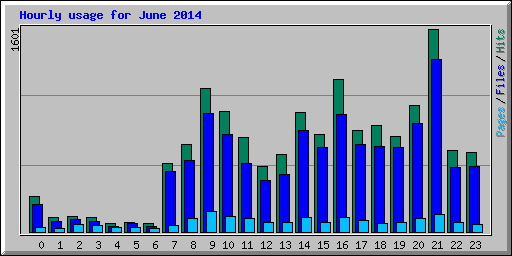 Hourly usage for June 2014
1601
Pages/Files/Hits
0 1 2 3 4 5 6 7 8 9 10 11 12 13 14 15 16 17 18 19 20 21 22 23